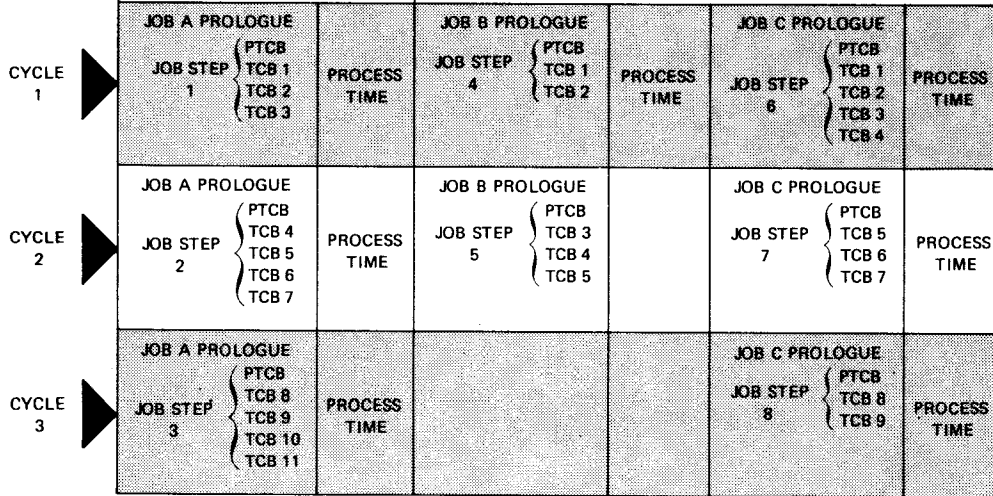 CYCLE
1
JOB A PROLOGUE
JOB STEP
1
PTCB
TCB 1
TCB 2
TCB 3
PROCESS
TIME
JOB B PROLOGUE
JOB STEP
4
PTCB
TCB 1
TCB 2
PROCESS
TIME
JOB C PROLOGUE
JOB STEP
6
PTCB
TCB 1
TCB 2
TCB 3
TCB 4
PROCESS
TIME
CYCLE
2
JOB A PROLOGUE
JOB STEP
2
PTCB
TCB 4
TCB 5
TCB 6
TCB 7
PROCESS
TIME
JOB B PROLOGUE
JOB STEP
5
PTCB
TCB 3
TCB 4
TCB 5
JOB C PROLOGUE
JOB STEP
7
PTCB
TCB 5
TCB 6
TCB 7
PROCESS
TIME
CYCLE
3
JOB A PROLOGUE
JOB STEP
3
PTCB
TCB 8
TCB 9
TCB 10
TCB 11
PROCESS
TIME
JOB C PROLOGUE
JOB STEP
8
PTCB
TCB 8
TCB 9
PROCESS
TIME